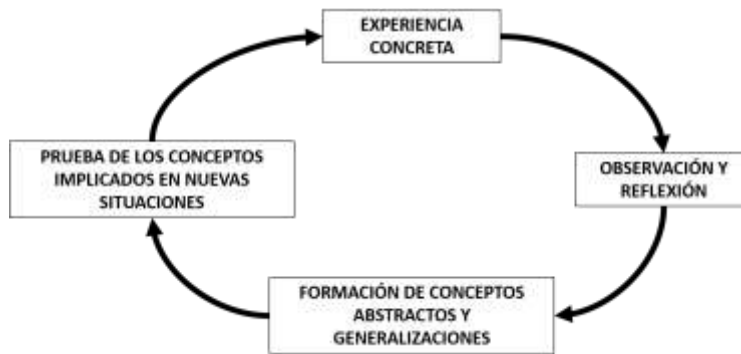 EXPERIENCIA
CONCRETA
OBSERVACIÓN Y
REFLEXIÓN
FORMACIÓN DE CONCEPTOS
ABSTRACTOS Y
GENERALIZACIONES
PRUEBA DE LOS CONCEPTOS
IMPLICADOS EN NUEVAS
SITUACIONES